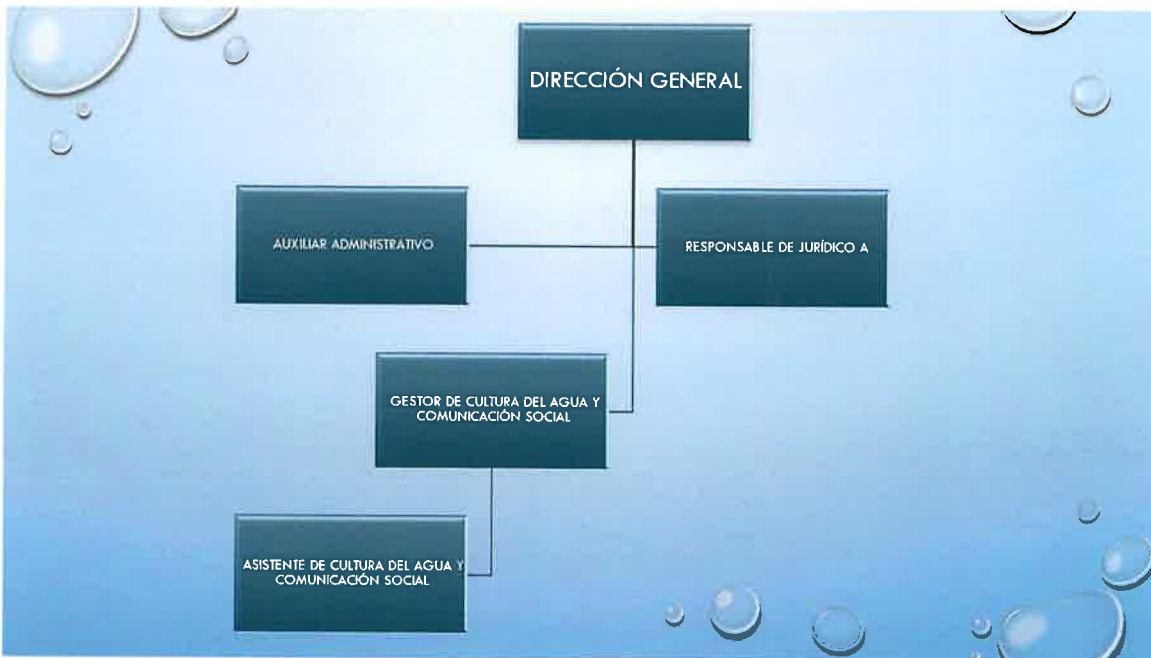 DIRECCIÓN GENERAL
AUXILIAR ADMINISTRATIVO
RESPONSABLE DE JURÍDICO A
GESTOR DE CULTURA DEL AGUA Y
COMUNICACIÓN SOCIAL
ASISTENTE DE CULTURA DEL AGUA Y
COMUNICACIÓN SOCIAL